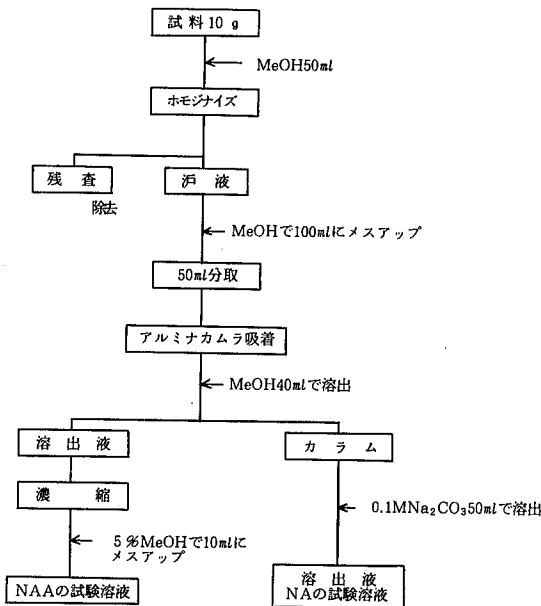 試料10 g
MeOH50ml
ホモジナイズ
残査
沪液
除去
MeOHで100mlにメスアップ
50ml分取
アルミナカムラ吸着
MeOH40mlで溶出
溶出液
カラム
濃縮
0.1MNa₂CO₃50mlで溶出
5%MeOHで10mlに
メスアップ
NAAの試験溶液
溶出液
NAの試験溶液